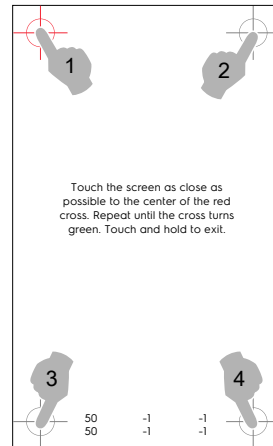 1 2
Touch the screen as close as
possible to the center of the red
cross. Repeat until the cross turns
green. Touch and hold to exit.
3 4
50 -1 -1
50 -1 -1